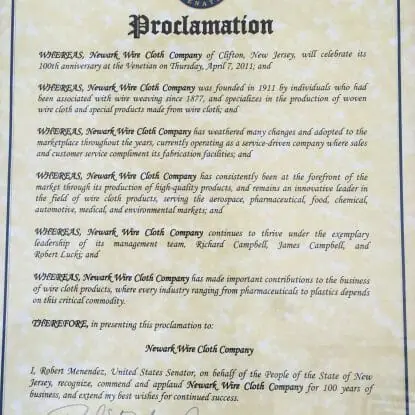 SENATE
Proclamation
WHEREAS, Newark Wire Cloth Company of Clifton, New Jersey, will celebrate its
100th anniversary at the Venetian on Thursday, April 7, 2011; and
WHEREAS, Newark Wire Cloth Company was founded in 1911 by individuals who had
been associated with wire weaving since 1877, and specializes in the production of woven
wire cloth and special products made from wire cloth; and
WHEREAS, Newark Wire Cloth Company has weathered many changes and adopted to the
marketplace throughout the years, currently operating as a service-driven company where sales
and customer service compliment its fabrication facilities; and
WHEREAS, Newark Wire Cloth Company has consistently been at the forefront of the
market through its production of high-quality products, and remains an innovative leader in
the field of wire cloth products, serving the aerospace, pharmaceutical, food, chemical,
automotive, medical, and environmental markets; and
WHEREAS, Newark Wire Cloth Company continues to thrive under the exemplary
leadership of its management team, Richard Campbell, James Campbell, and
Robert Luck; and
WHEREAS, Newark Wire Cloth Company has made important contributions to the business
of wire cloth products, where every industry ranging from pharmaceuticals to plastics depends
on this critical commodity.
THEREFORE, in presenting this proclamation to:
Newark Wire Cloth Company
I, Robert Menendez, United States Senator, on behalf of the People of the State of New
Jersey, recognize, commend and applaud Newark Wire Cloth Company for 100 years of
business, and extend my best wishes for continued success.